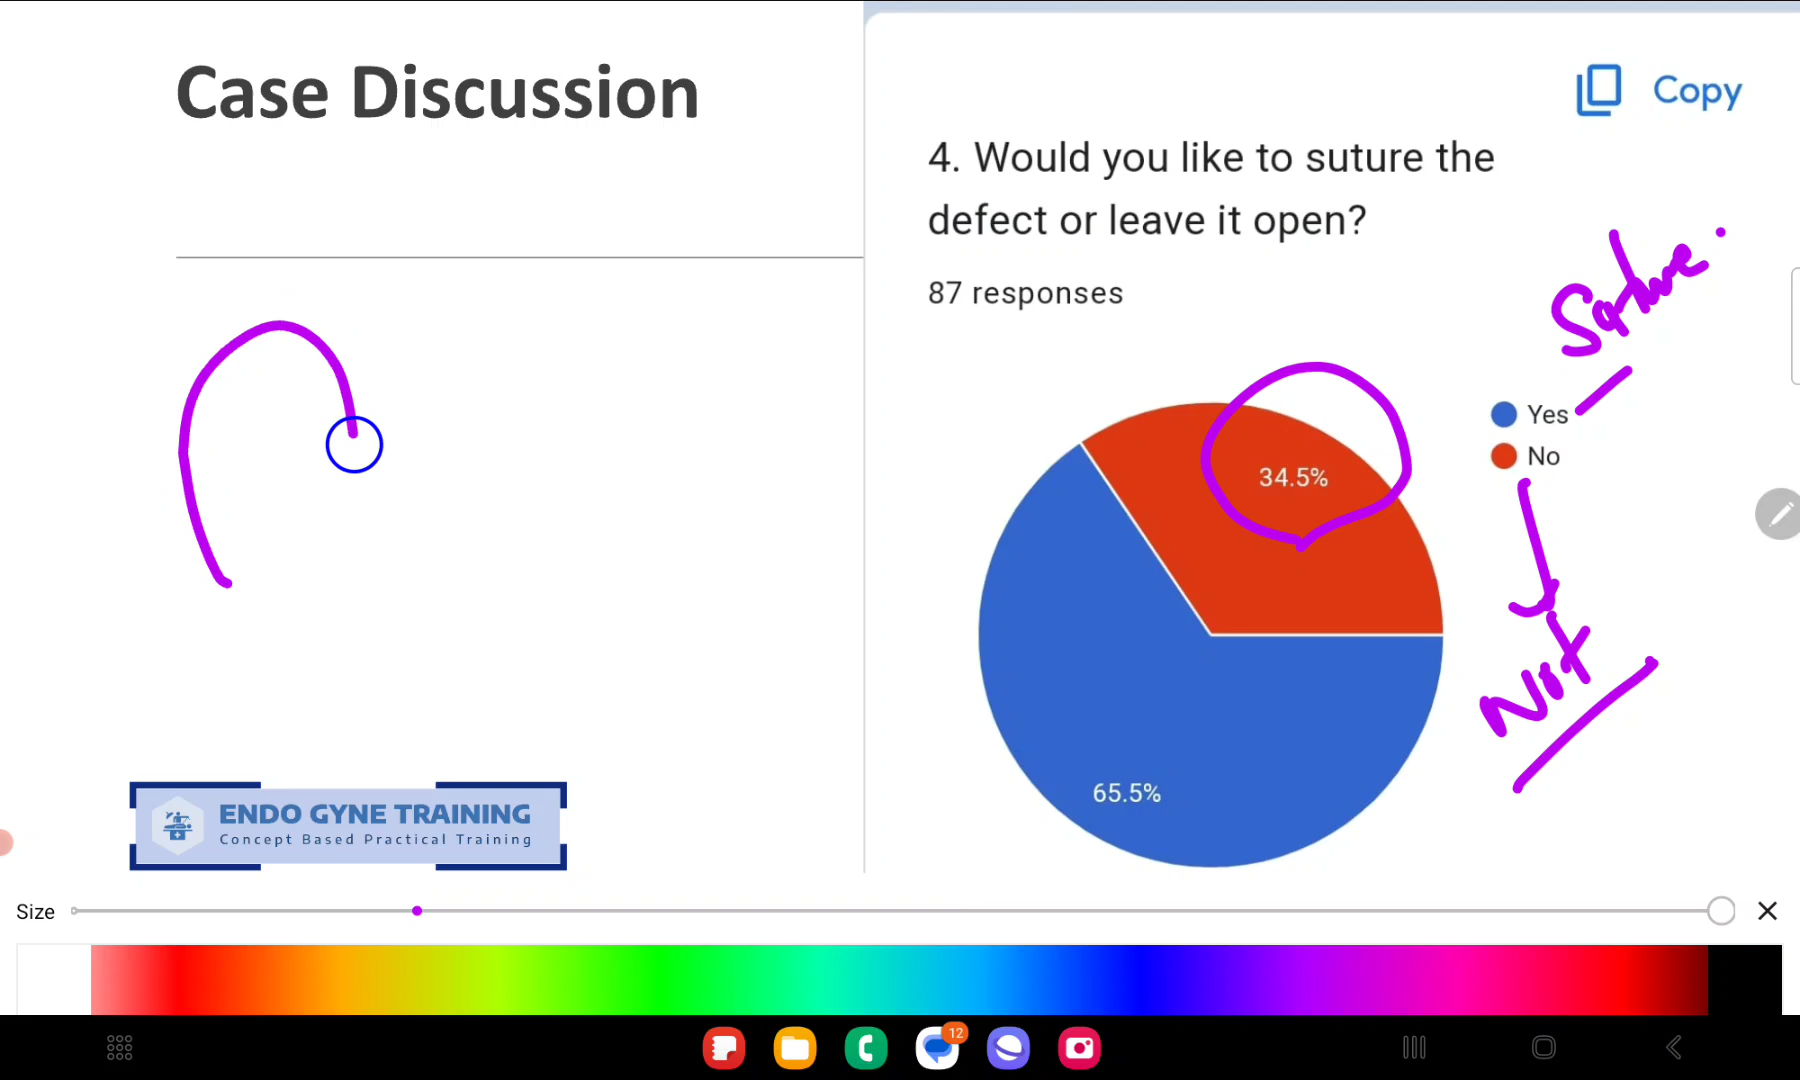 Case Discussion
Copy
4. Would you like to suture the
defect or leave it open?
87 responses
Suture.
Yes
No
34.5%
Not
65.5%
ENDO GYNE TRAINING
Concept Based Practical Training
Size
12